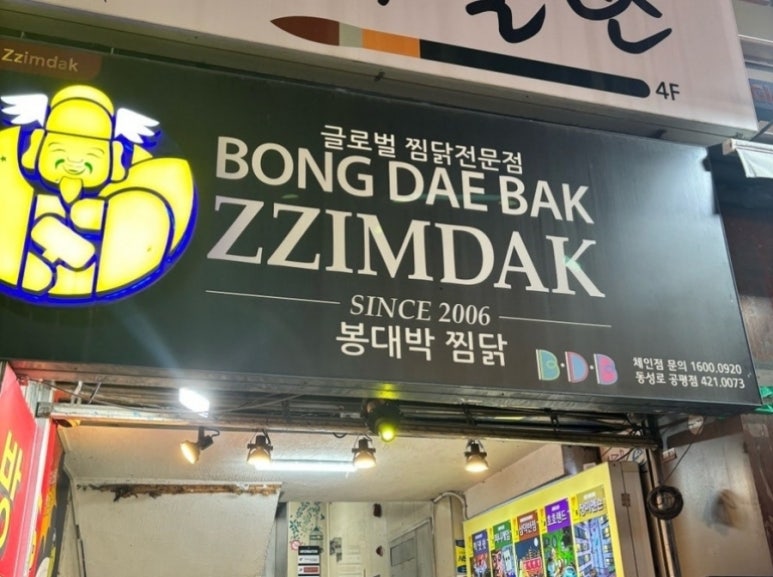 Zzimdak
4F
글로벌 찜닭전문점
BONG DAE BAK
ZZIMDAK
SINCE 2006
봉대박 찜닭
B·D·B
체인점 문의 1600.0920
동성로 공평점 421.0073